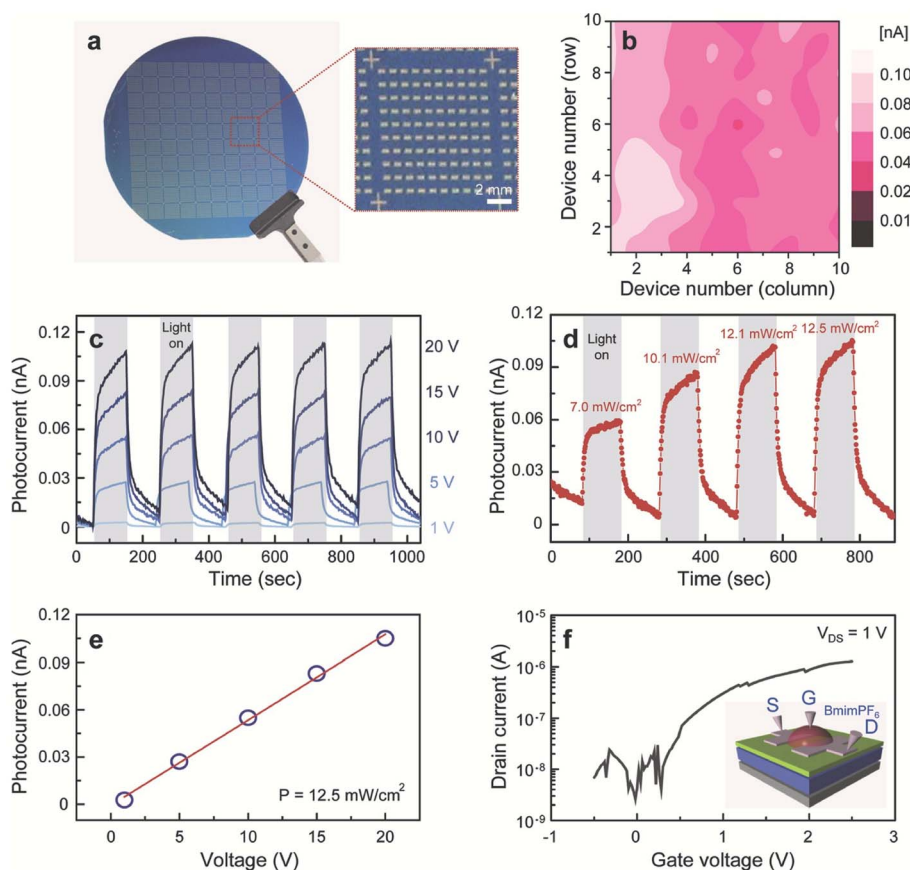 a
2 mm
b
[nA]
Device number (row)
10
8
6
4
2
2
4
6
8
10
Device number (column)
0.10
0.08
0.06
0.04
0.02
0.01
c
Light
on
20 V
15 V
10 V
5 V
1 V
Photocurrent (nA)
0.12
0.09
0.06
0.03
0
0
200
400
600
800
1000
Time (sec)
d
Light
on
7.0 mW/cm²
10.1 mW/cm²
12.1 mW/cm²
12.5 mW/cm²
Photocurrent (nA)
0.12
0.09
0.06
0.03
0
0
200
400
600
800
Time (sec)
e
P = 12.5 mW/cm²
Photocurrent (nA)
0.12
0.09
0.06
0.03
0
0
5
10
15
20
Voltage (V)
f
V_DS = 1 V
S
G
BmimPF₆
D
Drain current (A)
10⁻⁵
10⁻⁶
10⁻⁷
10⁻⁸
10⁻⁹
-1
0
1
2
3
Gate voltage (V)